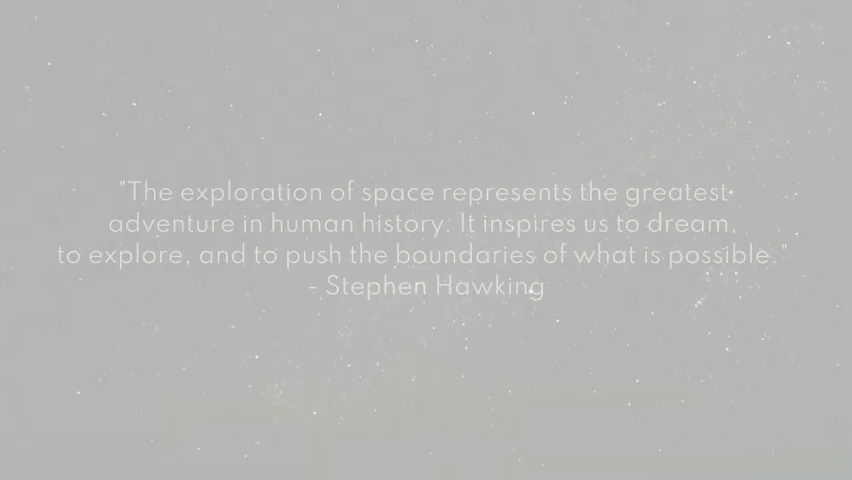 "The exploration of space represents the greatest
adventure in human history. It inspires us to dream,
to explore, and to push the boundaries of what is possible."
- Stephen Hawking